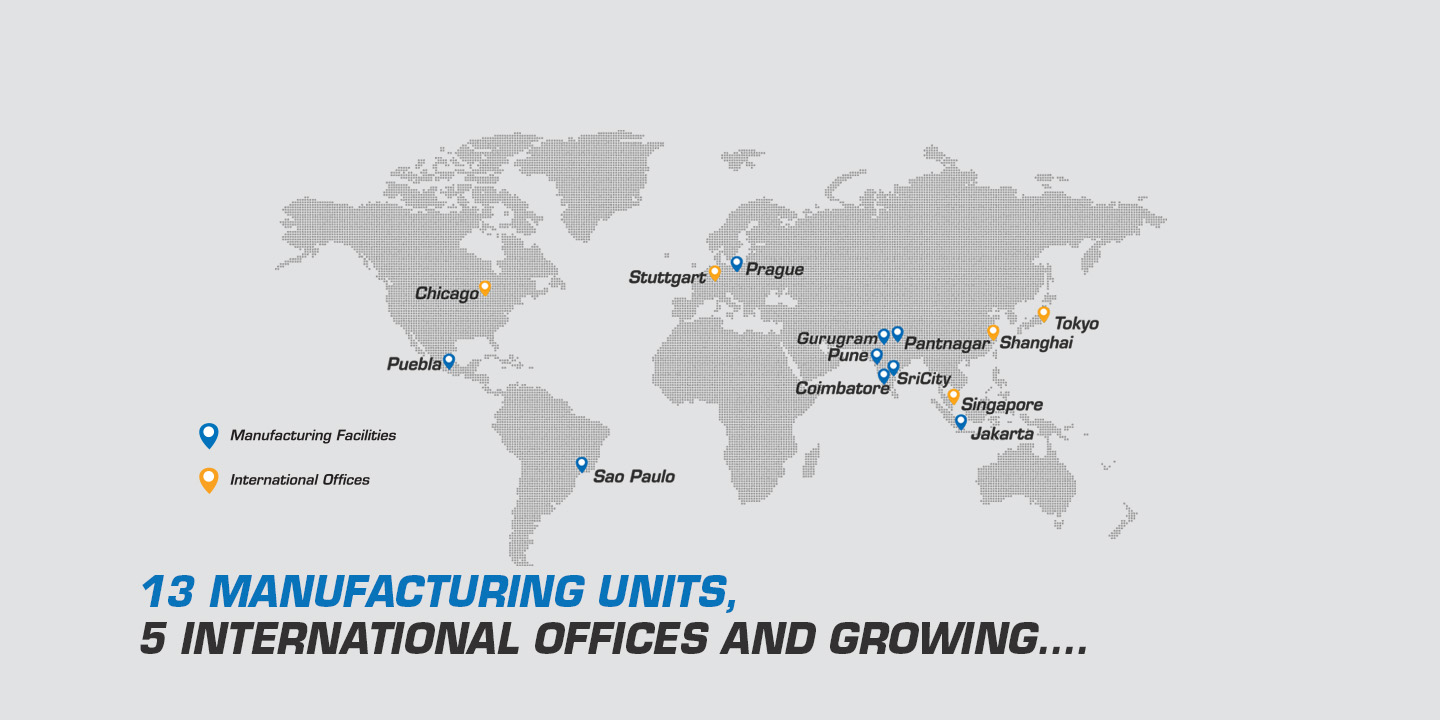 Stuttgart
Prague
Chicago
Tokyo
Gurugram
Pantnagar
Shanghai
Pune
Puebla
SriCity
Coimbatore
Singapore
Jakarta
Manufacturing Facilities
International Offices
Sao Paulo
13 MANUFACTURING UNITS,
5 INTERNATIONAL OFFICES AND GROWING....